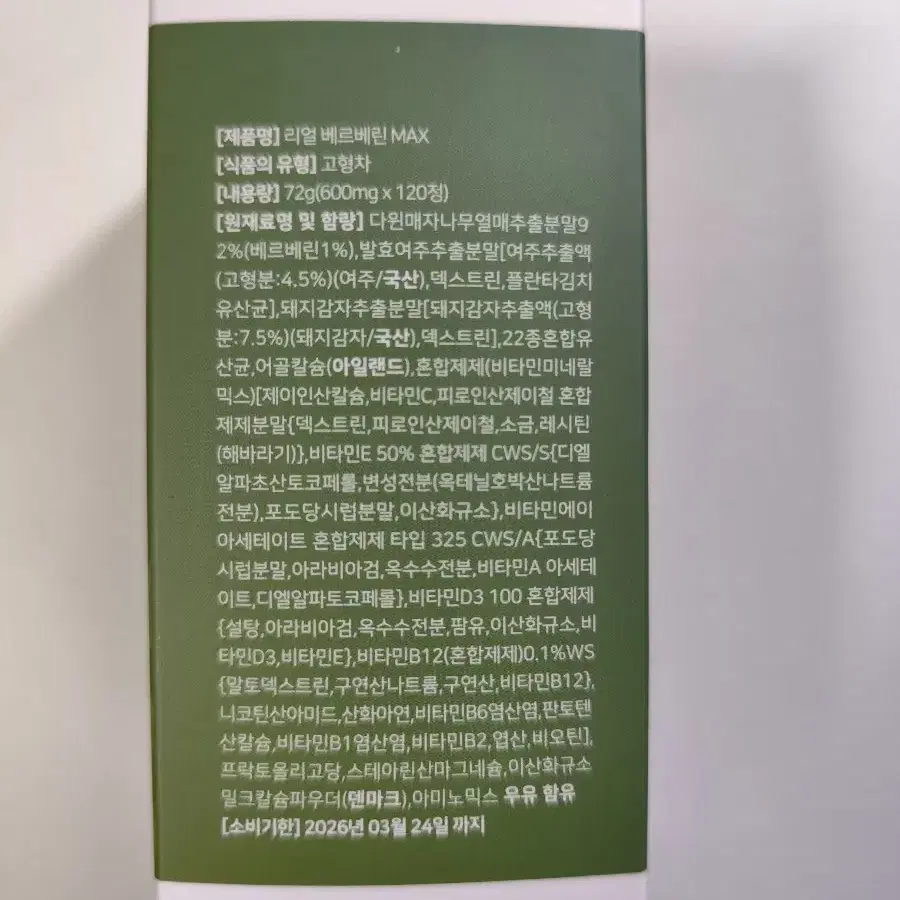 [제품명] 리얼 베르베린 MAX
[식품의 유형] 고형차
[내용량] 72g(600mg x 120정)
[원재료명 및 함량] 다윈매자나무열매추출분말9
2%(베르베린1%),발효여주추출분말[여주추출액
(고형분:4.5%)(여주/국산),덱스트린,플란타김치
유산균],돼지감자추출분말[돼지감자추출액(고형
분:7.5%)(돼지감자/국산),덱스트린],22종혼합유
산균,어골칼슘(아일랜드),혼합제제(비타민미네랄
믹스)[제이인산칼슘,비타민C,피로인산제이철 혼합
제제분말{덱스트린,피로인산제이철,소금,레시틴
(해바라기)},비타민E 50% 혼합제제 CWS/S{디엘
알파초산토코페롤,변성전분(옥테닐호박산나트륨
전분),포도당시럽분말,이산화규소},비타민에이
아세테이트 혼합제제 타입 325 CWS/A{포도당
시럽분말,아라비아검,옥수수전분,비타민A 아세테
이트,디엘알파토코페롤},비타민D3 100 혼합제제
{설탕,아라비아검,옥수수전분,팜유,이산화규소,비
타민D3,비타민E},비타민B12(혼합제제)0.1%WS
{말토덱스트린,구연산나트륨,구연산,비타민B12},
니코틴산아미드,산화아연,비타민B6염산염,판토텐
산칼슘,비타민B1염산염,비타민B2,엽산,비오틴],
프락토올리고당,스테아린산마그네슘,이산화규소
밀크칼슘파우더(덴마크),아미노믹스 우유 함유
[소비기한] 2026년 03월 24일 까지